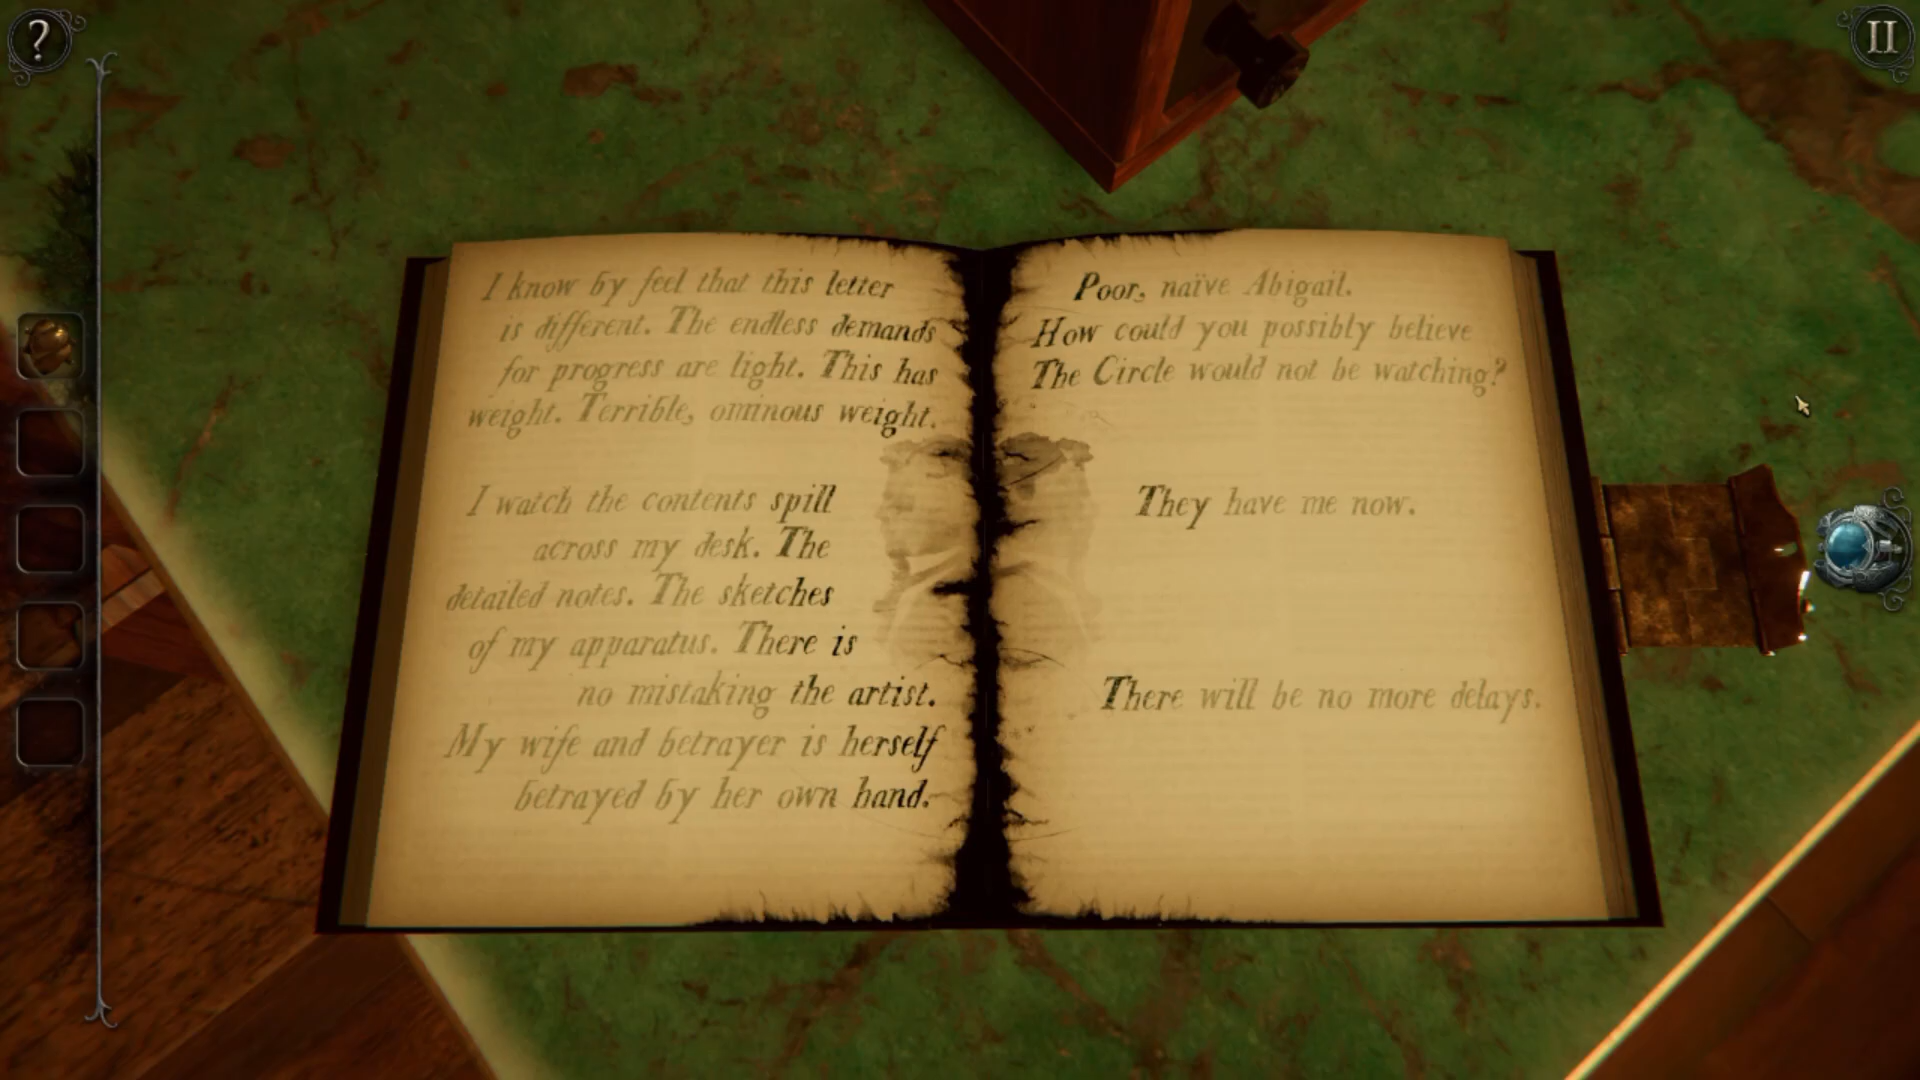 ?
II
I know by feel that this letter
is different. The endless demands
for progress are light. This has
weight. Terrible, ominous weight.
I watch the contents spill
across my desk. The
detailed notes. The sketches
of my apparatus. There is
no mistaking the artist.
My wife and betrayer is herself
betrayed by her own hand.
Poor, naïve Abigail.
How could you possibly believe
The Circle would not be watching?
They have me now.
There will be no more delays.